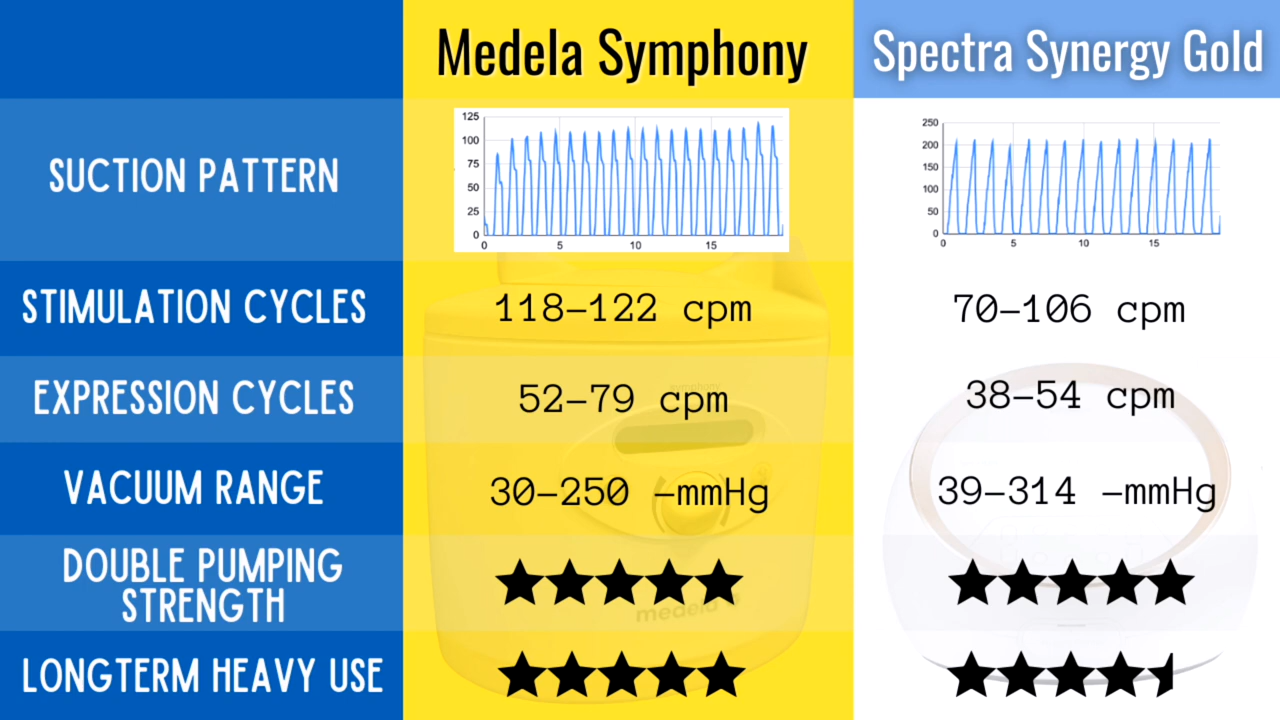 Medela Symphony
Spectra Synergy Gold
SUCTION PATTERN
125
100
75
50
25
0
0 5 10 15
250
200
150
100
50
0
0 5 10 15
STIMULATION CYCLES
118–122 cpm
70–106 cpm
EXPRESSION CYCLES
52–79 cpm
38–54 cpm
symphony
VACUUM RANGE
30–250 –mmHg
39–314 –mmHg
DOUBLE PUMPING
STRENGTH
medela
LONGTERM HEAVY USE